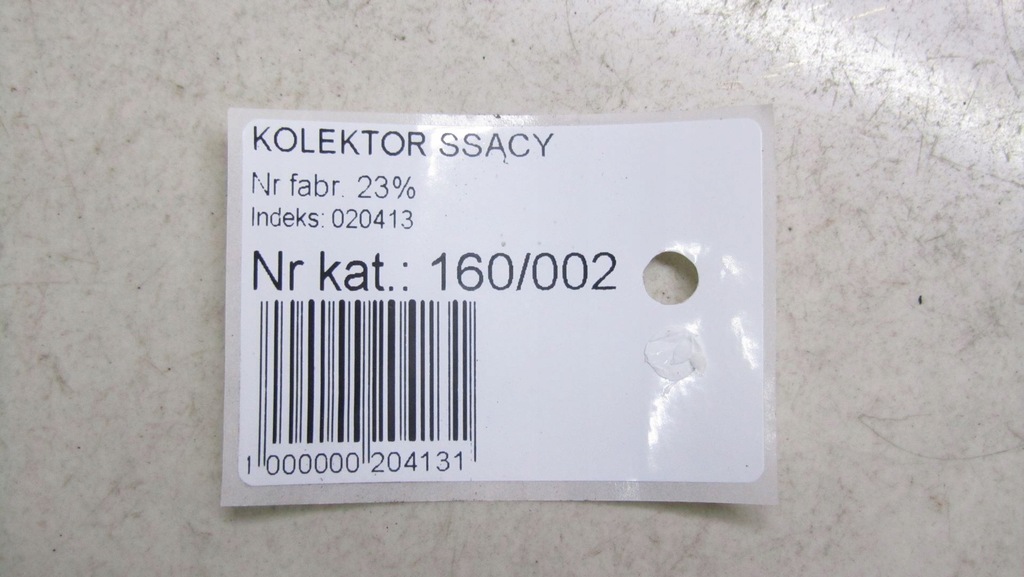 KOLEKTOR SSĄCY
Nr fabr. 23%
Indeks: 020413
Nr kat.: 160/002
1 000000 204131